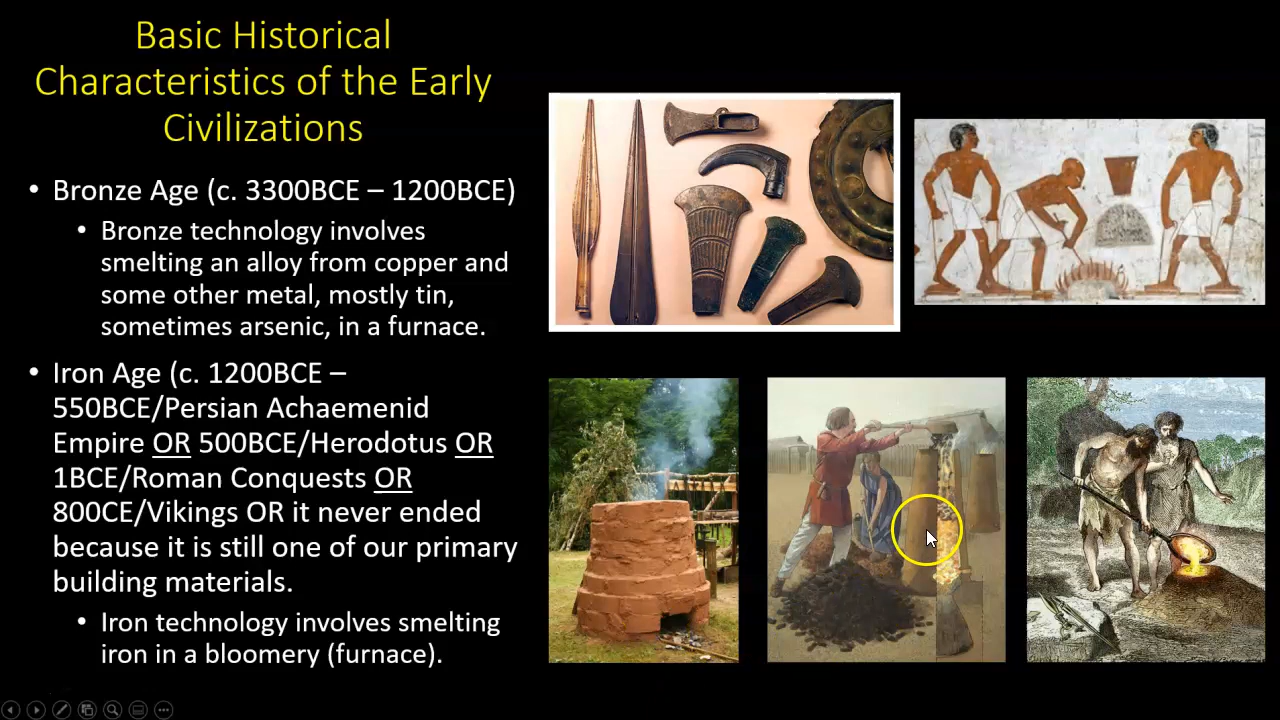 Basic Historical
Characteristics of the Early
Civilizations
• Bronze Age (c. 3300BCE – 1200BCE)
• Bronze technology involves
smelting an alloy from copper and
some other metal, mostly tin,
sometimes arsenic, in a furnace.
• Iron Age (c. 1200BCE –
550BCE/Persian Achaemenid
Empire OR 500BCE/Herodotus OR
1BCE/Roman Conquests OR
800CE/Vikings OR it never ended
because it is still one of our primary
building materials.
• Iron technology involves smelting
iron in a bloomery (furnace).